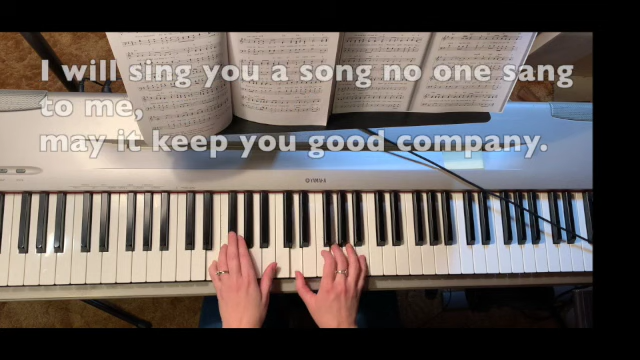 I will sing you a song no one sang
to me,
may it keep you good company.
YAMAHA